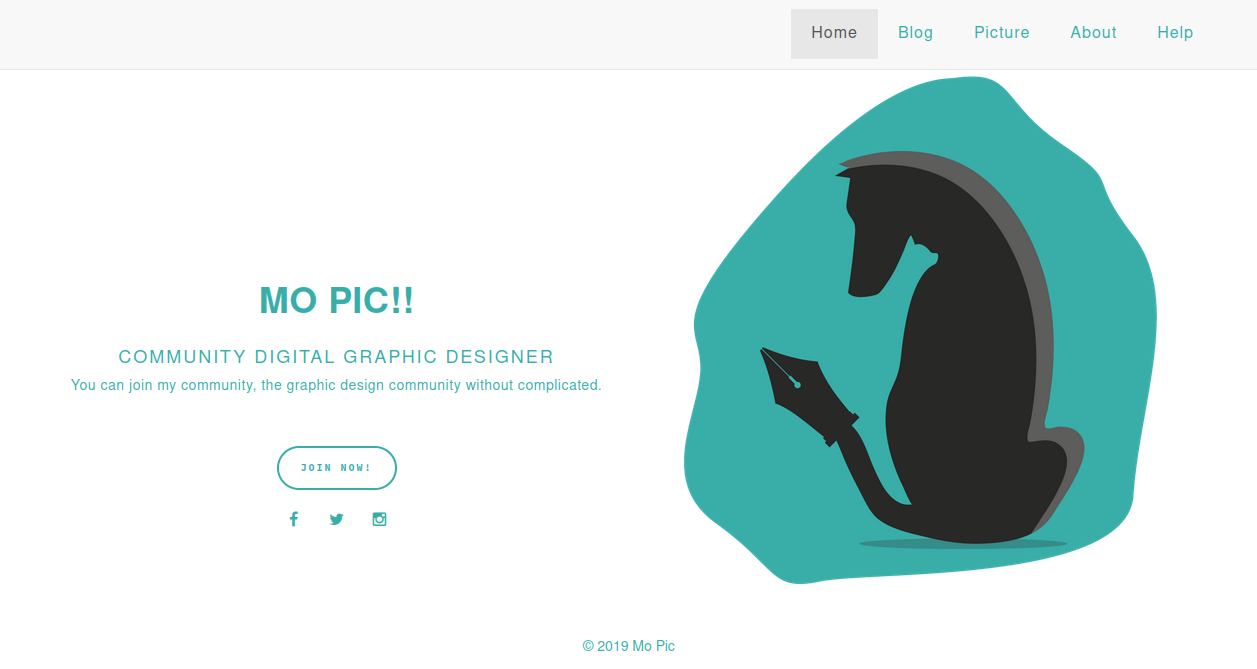 Home Blog Picture About Help
MO PIC!!
COMMUNITY DIGITAL GRAPHIC DESIGNER
You can join my community, the graphic design community without complicated.
JOIN NOW!
© 2019 Mo Pic